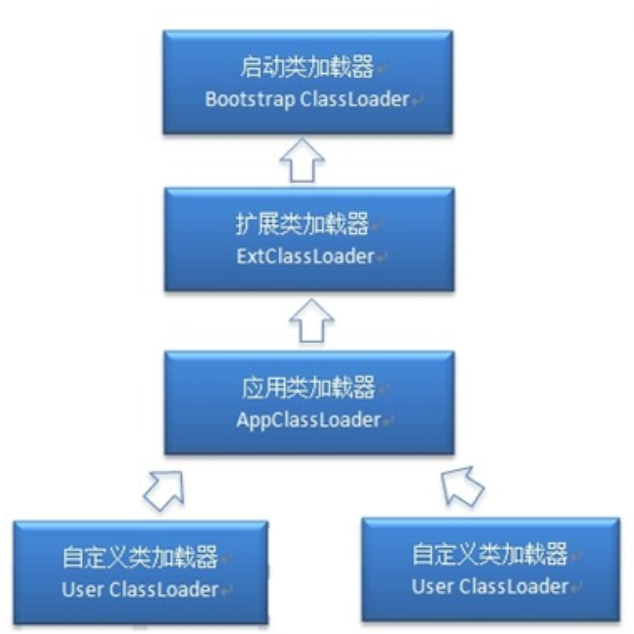 启动类加载器
Bootstrap ClassLoader
扩展类加载器
ExtClassLoader
应用类加载器
AppClassLoader
自定义类加载器
User ClassLoader
自定义类加载器
User ClassLoader